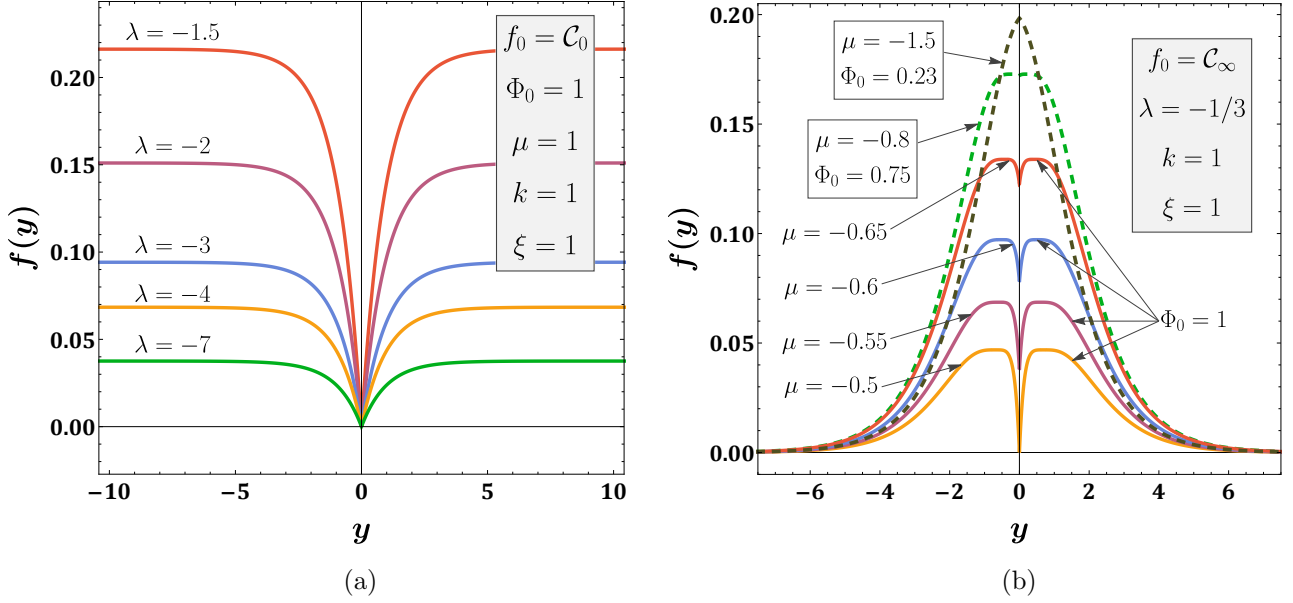 λ = −1.5
λ = −2
λ = −3
λ = −4
λ = −7
f₀ = 𝒞₀
Φ₀ = 1
μ = 1
k = 1
ξ = 1
f(y)
0.20
0.15
0.10
0.05
0.00
−10
−5
0
5
10
y
(a)
μ = −1.5
Φ₀ = 0.23
μ = −0.8
Φ₀ = 0.75
μ = −0.65
μ = −0.6
μ = −0.55
μ = −0.5
Φ₀ = 1
f₀ = 𝒞∞
λ = −1/3
k = 1
ξ = 1
f(y)
0.20
0.15
0.10
0.05
0.00
−6
−4
−2
0
2
4
6
y
(b)